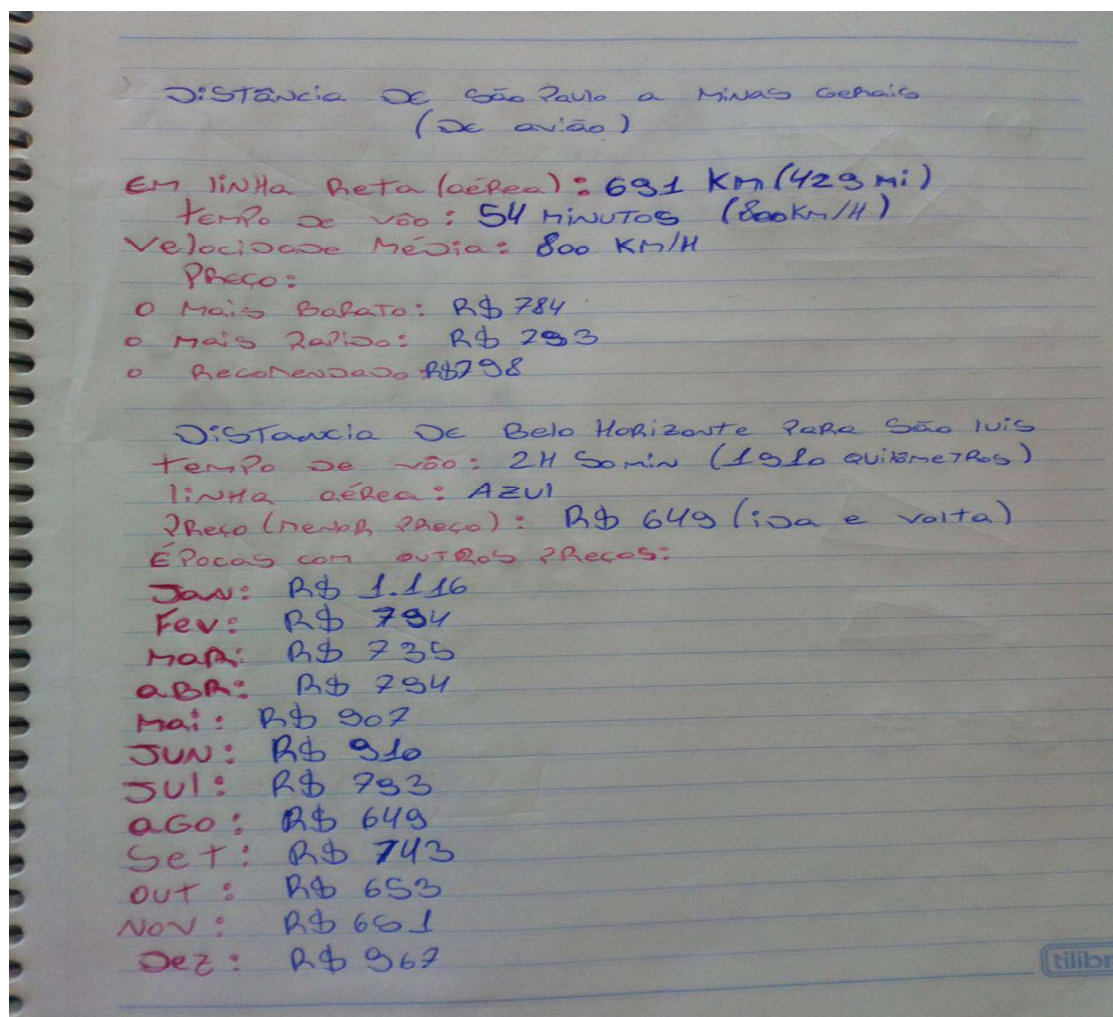 Distância de São Paulo a Minas Gerais
(De avião)
Em linha reta (aérea): 691 Km (429 mi)
tempo de vôo: 54 minutos (800Km/H)
Velocidade média: 800 KM/H
Preço:
o Mais Barato: R$ 784
o mais Rapido: R$ 293
o Recomendado R$798
Distancia de Belo Horizonte para São luis
tempo de vôo: 2H 50min (1910 quilômetros)
linha aérea: Azul
Preço (menor preço): R$ 649 (ida e volta)
Épocas com outros preços:
Jan: R$ 1.116
Fev: R$ 794
mar: R$ 735
abr: R$ 794
mai: R$ 907
JUN: R$ 910
JUl: R$ 793
aGO: R$ 649
Set: R$ 743
out: R$ 653
NOV: R$ 651
Dez: R$ 967